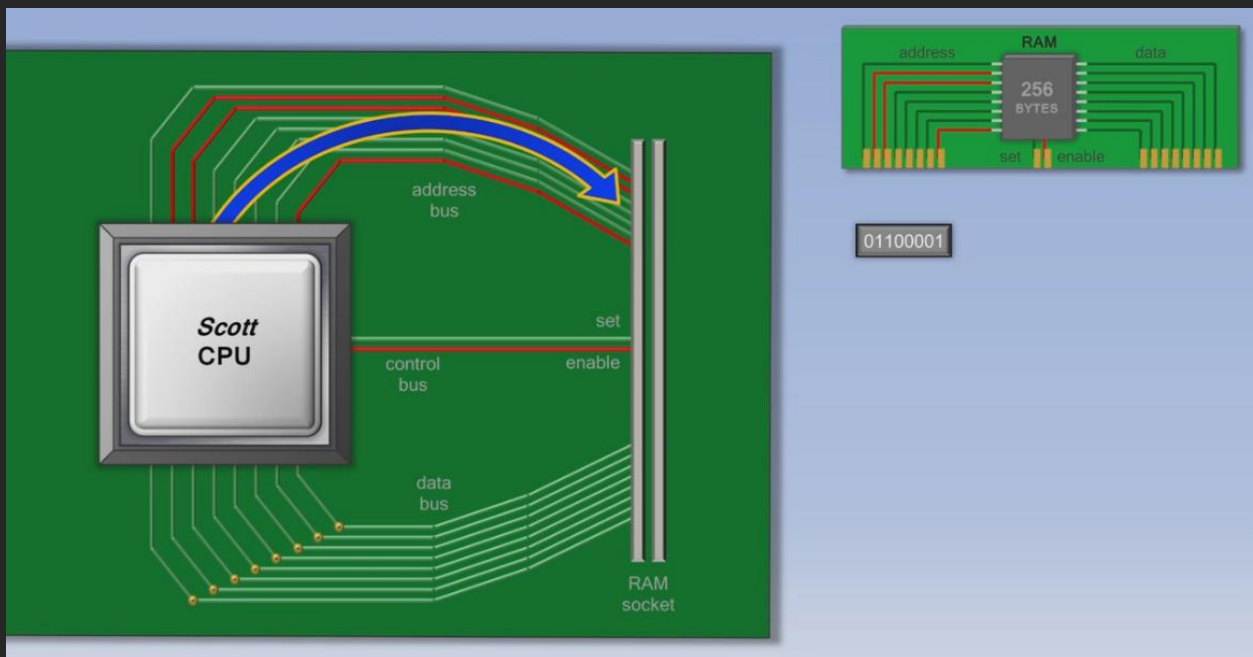 address
bus
Scott
CPU
set
control
bus
enable
data
bus
RAM
socket
RAM
address
data
256
BYTES
set
enable
01100001